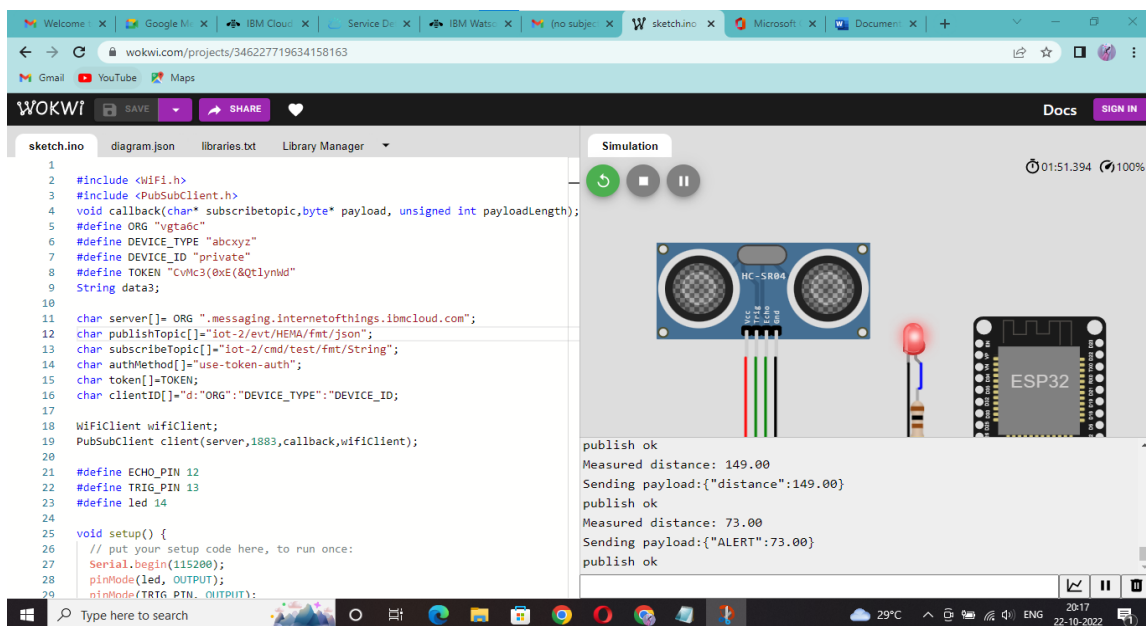 Welcome
Google Me
IBM Cloud
Service De
IBM Watso
(no subject
sketch.ino
Microsoft
Document
wokwi.com/projects/346227719634158163
Gmail
YouTube
Maps
WOKWI
SAVE
SHARE
Docs
SIGN IN
sketch.ino
diagram.json
libraries.txt
Library Manager
Simulation
01:51.394
100%
1
2 #include <WiFi.h>
3 #include <PubSubClient.h>
4 void callback(char* subscribetopic,byte* payload, unsigned int payloadLength);
5 #define ORG "vgta6c"
6 #define DEVICE_TYPE "abcxyz"
7 #define DEVICE_ID "private"
8 #define TOKEN "CvMc3(0xE(&QtlynWd"
9 String data3;
10
11 char server[]= ORG ".messaging.internetofthings.ibmcloud.com";
12 char publishTopic[]="iot-2/evt/HEMA/fmt/json";
13 char subscribeTopic[]="iot-2/cmd/test/fmt/String";
14 char authMethod[]="use-token-auth";
15 char token[]=TOKEN;
16 char clientID[]="d:"ORG":"DEVICE_TYPE":"DEVICE_ID;
17
18 WiFiClient wifiClient;
19 PubSubClient client(server,1883,callback,wifiClient);
20
21 #define ECHO_PIN 12
22 #define TRIG_PIN 13
23 #define led 14
24
25 void setup() {
26 // put your setup code here, to run once:
27 Serial.begin(115200);
28 pinMode(led, OUTPUT);
29 pinMode(TRIG_PIN, OUTPUT);
HC-SR04
Vcc
Trig
Echo
Gnd
ESP32
publish ok
Measured distance: 149.00
Sending payload:{"distance":149.00}
publish ok
Measured distance: 73.00
Sending payload:{"ALERT":73.00}
publish ok
Type here to search
29°C
ENG
20:17
22-10-2022